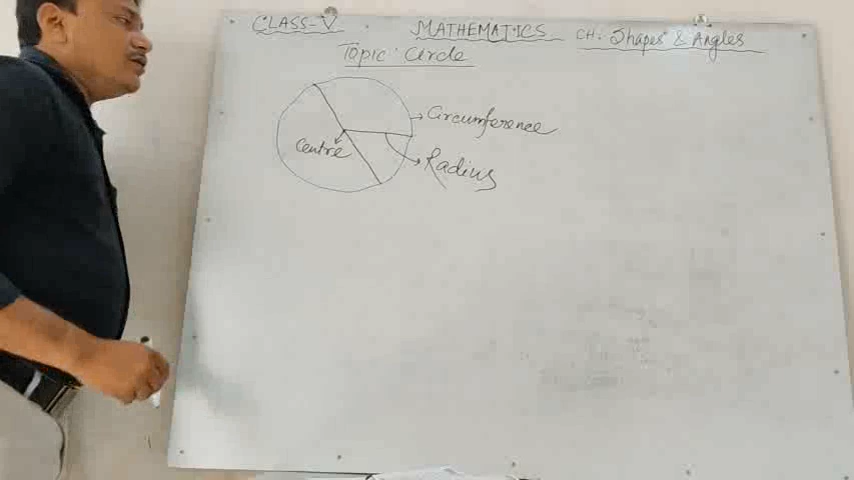 CLASS-V MATHEMATICS CH: Shapes & Angles
Topic: Circle
Circumference
Centre
Radius